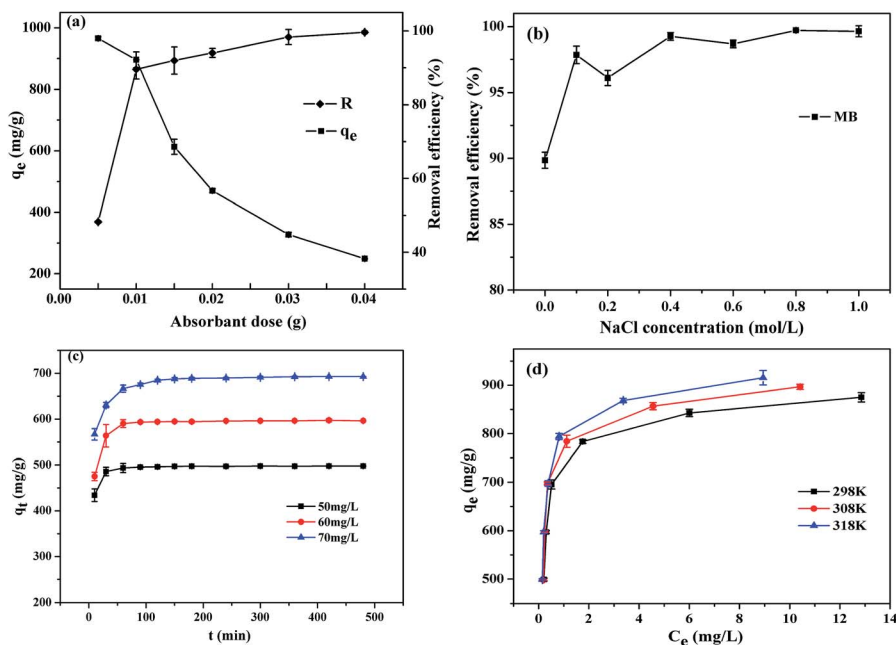 (a)
1000
800
600
400
200
qe (mg/g)
100
80
60
40
Removal efficiency (%)
R
qe
0.00 0.01 0.02 0.03 0.04
Absorbant dose (g)
(b)
100
95
90
85
80
Removal efficiency (%)
MB
0.0 0.1 0.2 0.4 0.6 0.8 1.0
NaCl concentration (mol/L)
(c)
700
600
500
400
300
200
qt (mg/g)
50mg/L
60mg/L
70mg/L
0 100 200 300 400 500
t (min)
(d)
900
800
700
600
500
qe (mg/g)
298K
308K
318K
0 2 4 6 8 10 12 14
Ce (mg/L)